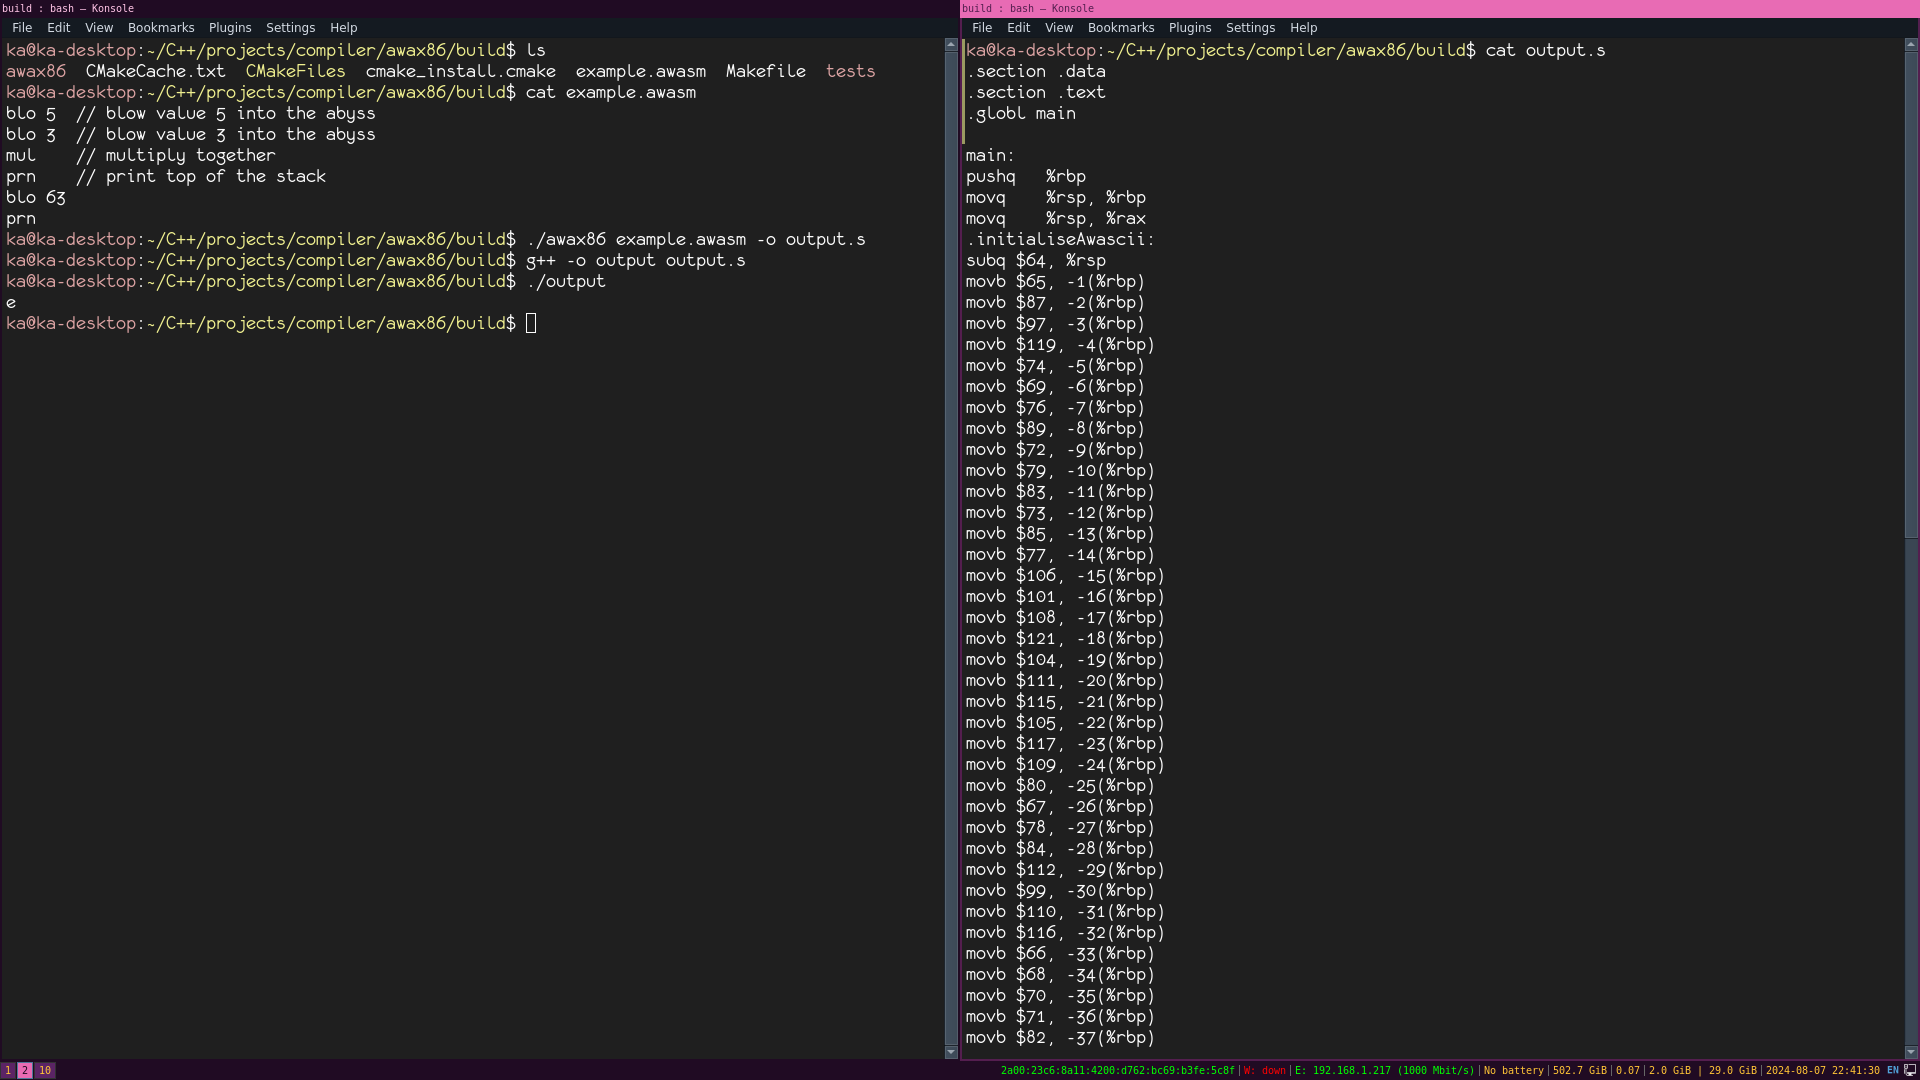 build : bash — Konsole
File Edit View Bookmarks Plugins Settings Help
ka@ka-desktop:~/C++/projects/compiler/awax86/build$ ls
awax86  CMakeCache.txt  CMakeFiles  cmake_install.cmake  example.awasm  Makefile  tests
ka@ka-desktop:~/C++/projects/compiler/awax86/build$ cat example.awasm
blo 5  // blow value 5 into the abyss
blo 3  // blow value 3 into the abyss
mul    // multiply together
prn    // print top of the stack
blo 63
prn
ka@ka-desktop:~/C++/projects/compiler/awax86/build$ ./awax86 example.awasm -o output.s
ka@ka-desktop:~/C++/projects/compiler/awax86/build$ g++ -o output output.s
ka@ka-desktop:~/C++/projects/compiler/awax86/build$ ./output
e
ka@ka-desktop:~/C++/projects/compiler/awax86/build$
build : bash — Konsole
File Edit View Bookmarks Plugins Settings Help
ka@ka-desktop:~/C++/projects/compiler/awax86/build$ cat output.s
.section .data
.section .text
.globl main
main:
pushq   %rbp
movq    %rsp, %rbp
movq    %rsp, %rax
.initialiseAwascii:
subq $64, %rsp
movb $65, -1(%rbp)
movb $87, -2(%rbp)
movb $97, -3(%rbp)
movb $119, -4(%rbp)
movb $74, -5(%rbp)
movb $69, -6(%rbp)
movb $76, -7(%rbp)
movb $89, -8(%rbp)
movb $72, -9(%rbp)
movb $79, -10(%rbp)
movb $83, -11(%rbp)
movb $73, -12(%rbp)
movb $85, -13(%rbp)
movb $77, -14(%rbp)
movb $106, -15(%rbp)
movb $101, -16(%rbp)
movb $108, -17(%rbp)
movb $121, -18(%rbp)
movb $104, -19(%rbp)
movb $111, -20(%rbp)
movb $115, -21(%rbp)
movb $105, -22(%rbp)
movb $117, -23(%rbp)
movb $109, -24(%rbp)
movb $80, -25(%rbp)
movb $67, -26(%rbp)
movb $78, -27(%rbp)
movb $84, -28(%rbp)
movb $112, -29(%rbp)
movb $99, -30(%rbp)
movb $110, -31(%rbp)
movb $116, -32(%rbp)
movb $66, -33(%rbp)
movb $68, -34(%rbp)
movb $70, -35(%rbp)
movb $71, -36(%rbp)
movb $82, -37(%rbp)
1 2 10
2a00:23c6:8a11:4200:d762:bc69:b3fe:5c8f|W: down|E: 192.168.1.217 (1000 Mbit/s)|No battery|502.7 GiB|0.07|2.0 GiB | 29.0 GiB|2024-08-07 22:41:30 EN